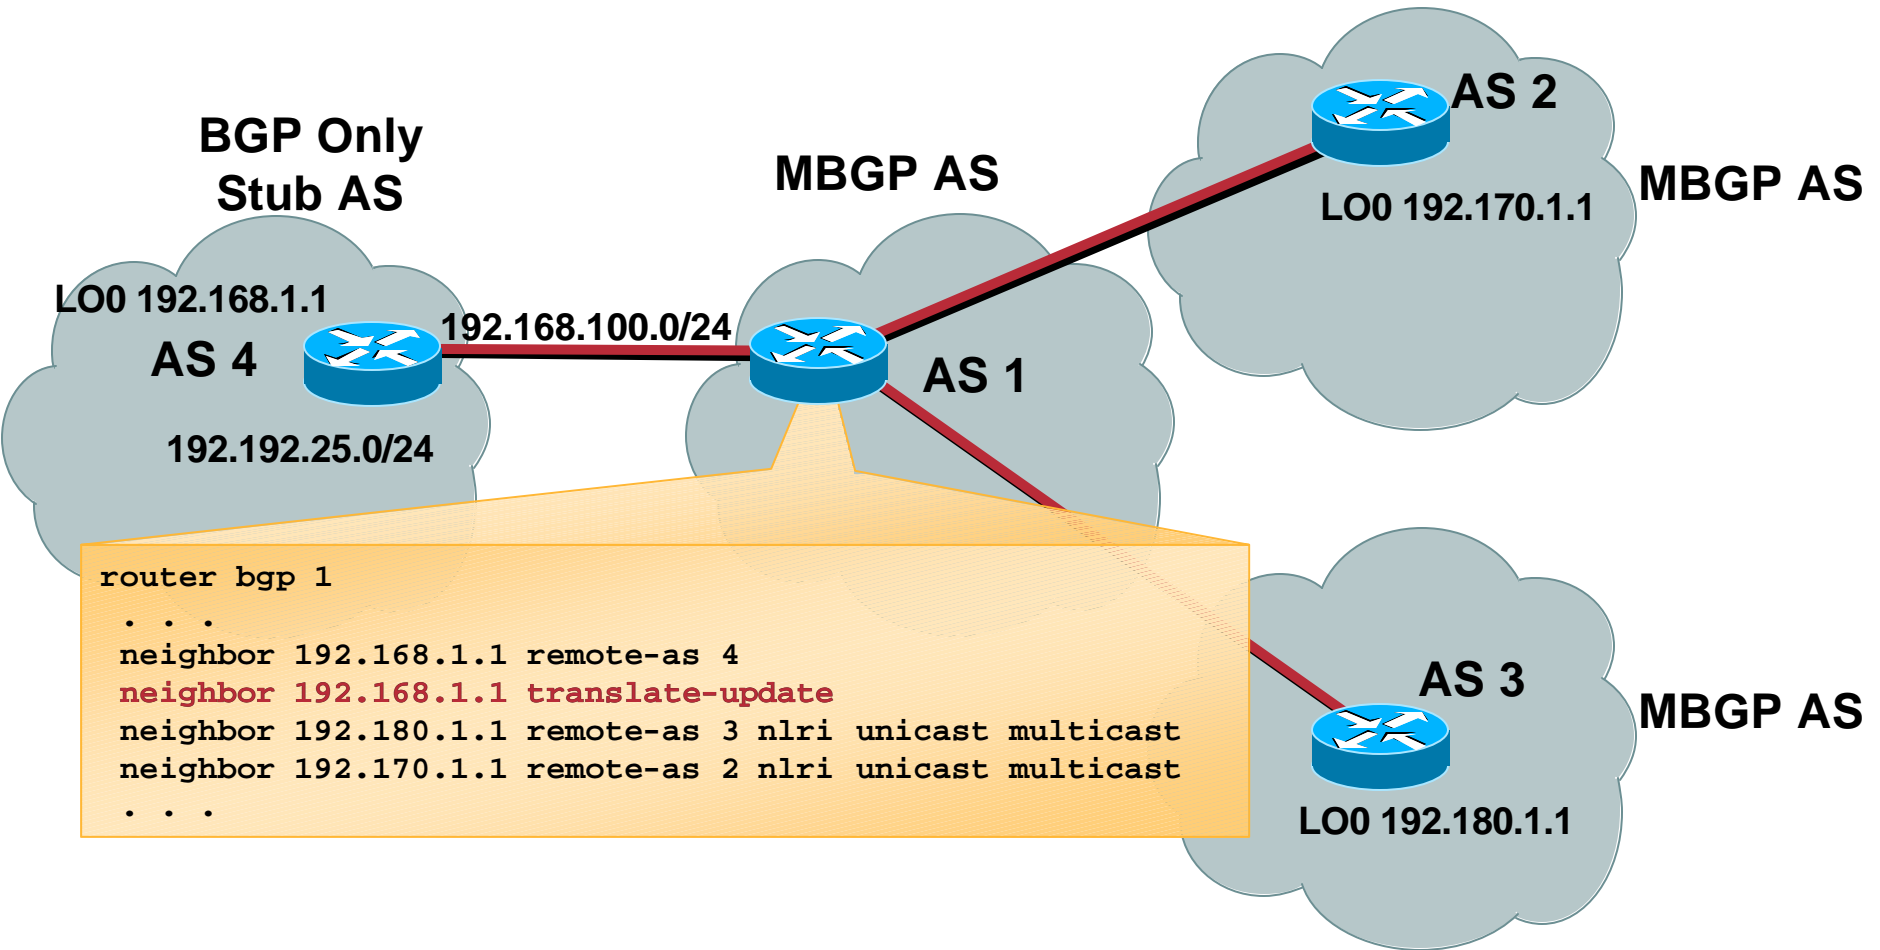 AS 2
BGP Only
Stub AS
MBGP AS
MBGP AS
LO0 192.170.1.1
LO0 192.168.1.1
192.168.100.0/24
AS 4
AS 1
192.192.25.0/24
router bgp 1
. . .
neighbor 192.168.1.1 remote-as 4
neighbor 192.168.1.1 translate-update
neighbor 192.180.1.1 remote-as 3 nlri unicast multicast
neighbor 192.170.1.1 remote-as 2 nlri unicast multicast
. . .
AS 3
MBGP AS
LO0 192.180.1.1